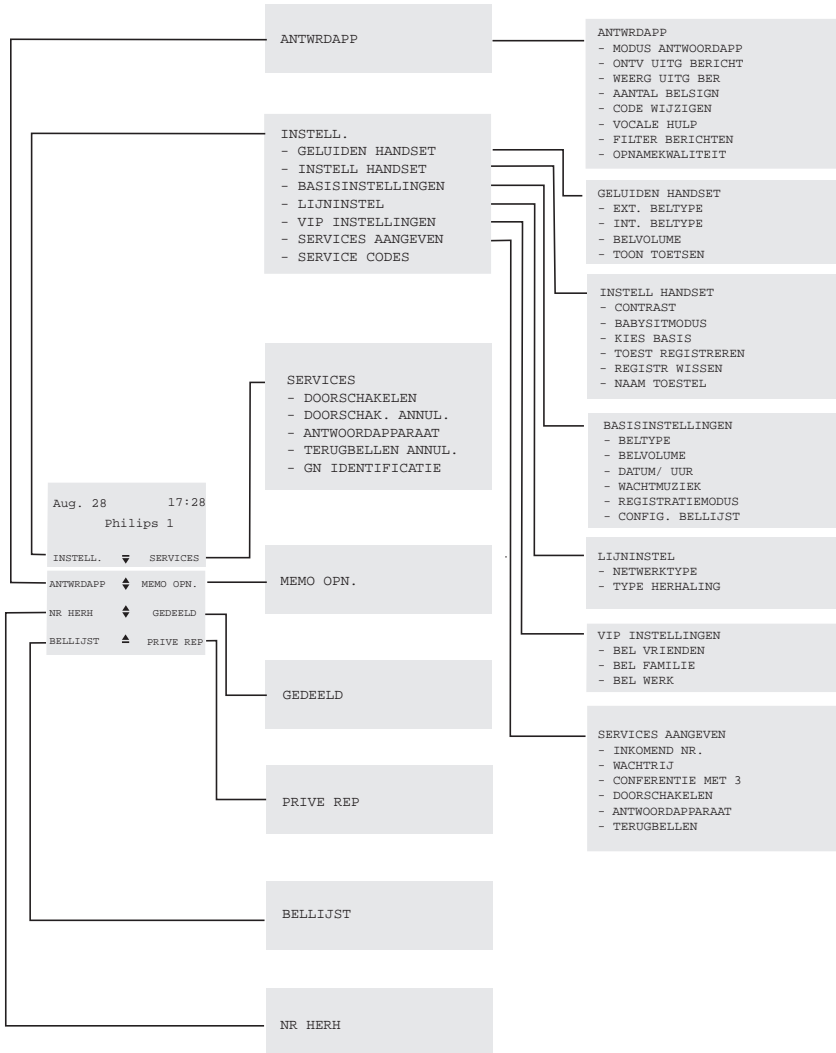 ANTWRDAPP
ANTWRDAPP
- MODUS ANTWOORDAPP
- ONTV UITG BERICHT
- WEERG UITG BER
- AANTAL BELSIGN
- CODE WIJZIGEN
- VOCALE HULP
- FILTER BERICHTEN
- OPNAMEKWALITEIT
INSTELL.
- GELUIDEN HANDSET
- INSTELL HANDSET
- BASISINSTELLINGEN
- LIJNINSTEL
- VIP INSTELLINGEN
- SERVICES AANGEVEN
- SERVICE CODES
GELUIDEN HANDSET
- EXT. BELTYPE
- INT. BELTYPE
- BELVOLUME
- TOON TOETSEN
INSTELL HANDSET
- CONTRAST
- BABYSITMODUS
- KIES BASIS
- TOEST REGISTREREN
- REGISTR WISSEN
- NAAM TOESTEL
SERVICES
- DOORSCHAKELEN
- DOORSCHAK. ANNUL.
- ANTWOORDAPPARAAT
- TERUGBELLEN ANNUL.
- GN IDENTIFICATIE
BASISINSTELLINGEN
- BELTYPE
- BELVOLUME
- DATUM/ UUR
- WACHTMUZIEK
- REGISTRATIEMODUS
- CONFIG. BELLIJST
Aug. 28 17:28
Philips 1
INSTELL. SERVICES
ANTWRDAPP MEMO OPN.
NR HERH GEDEELD
BELLIJST PRIVE REP
MEMO OPN.
LIJNINSTEL
- NETWERKTYPE
- TYPE HERHALING
VIP INSTELLINGEN
- BEL VRIENDEN
- BEL FAMILIE
- BEL WERK
GEDEELD
SERVICES AANGEVEN
- INKOMEND NR.
- WACHTRIJ
- CONFERENTIE MET 3
- DOORSCHAKELEN
- ANTWOORDAPPARAAT
- TERUGBELLEN
PRIVE REP
BELLIJST
NR HERH